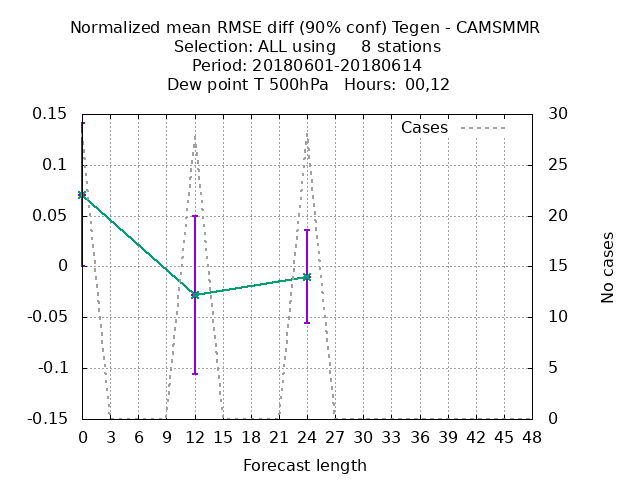 Normalized mean RMSE diff (90% conf) Tegen - CAMSMMR
Selection: ALL using     8 stations
Period: 20180601-20180614
Dew point T 500hPa   Hours:  00,12
Cases
0.15
0.1
0.05
0
-0.05
-0.1
-0.15
30
25
20
15
10
5
0
No cases
0 3 6 9 12 15 18 21 24 27 30 33 36 39 42 45 48
Forecast length